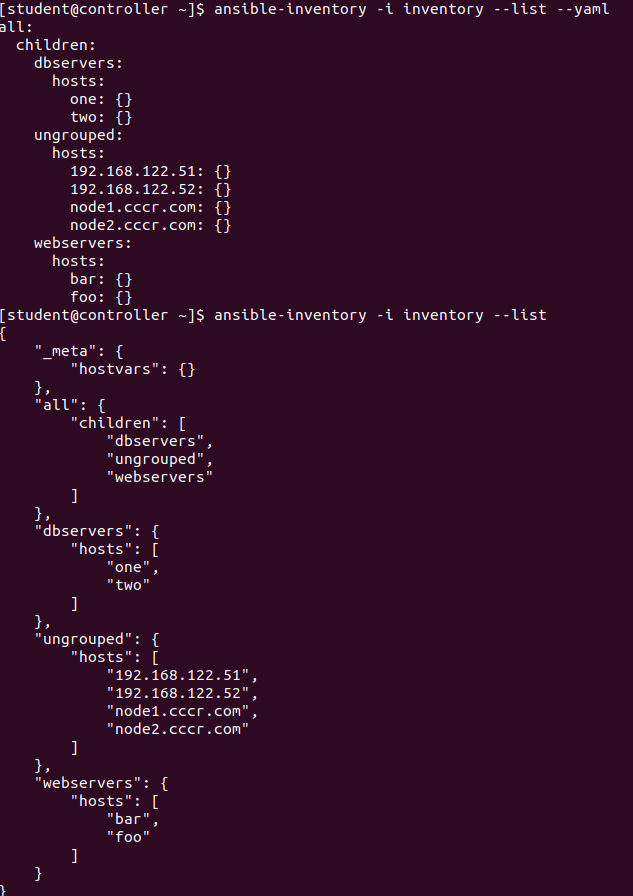 [student@controller ~]$ ansible-inventory -i inventory --list --yaml
all:
  children:
    dbservers:
      hosts:
        one: {}
        two: {}
    ungrouped:
      hosts:
        192.168.122.51: {}
        192.168.122.52: {}
        node1.cccr.com: {}
        node2.cccr.com: {}
    webservers:
      hosts:
        bar: {}
        foo: {}
[student@controller ~]$ ansible-inventory -i inventory --list
{
    "_meta": {
        "hostvars": {}
    },
    "all": {
        "children": [
            "dbservers",
            "ungrouped",
            "webservers"
        ]
    },
    "dbservers": {
        "hosts": [
            "one",
            "two"
        ]
    },
    "ungrouped": {
        "hosts": [
            "192.168.122.51",
            "192.168.122.52",
            "node1.cccr.com",
            "node2.cccr.com"
        ]
    },
    "webservers": {
        "hosts": [
            "bar",
            "foo"
        ]
    }
}